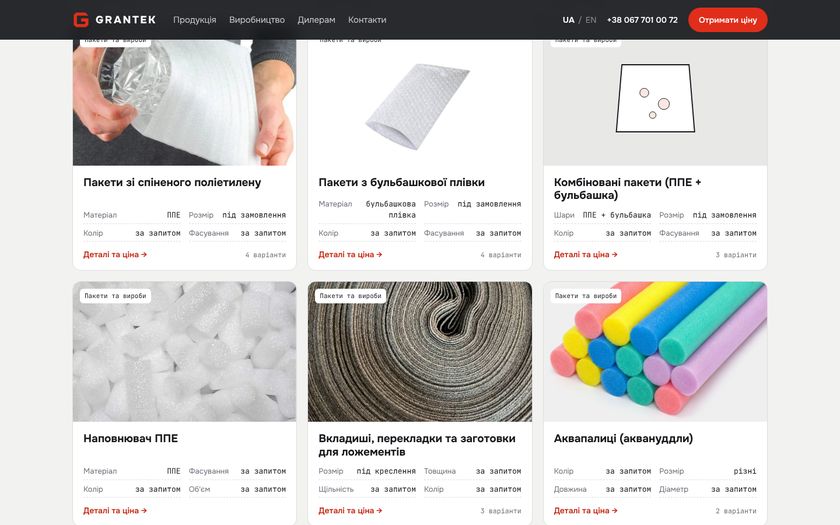 GRANTEK
Продукція Виробництво Дилерам Контакти
UA / EN +38 067 701 00 72 Отримати ціну
Пакети та вироби
Пакети та вироби
Пакети та вироби
Пакети зі спіненого поліетилену
Матеріал ППЕ Розмір під замовлення
Колір за запитом Фасування за запитом
Деталі та ціна → 4 варіанти
Пакети з бульбашкової плівки
Матеріал бульбашкова плівка Розмір під замовлення
Колір за запитом Фасування за запитом
Деталі та ціна → 4 варіанти
Комбіновані пакети (ППЕ +
бульбашка)
Шари ППЕ + бульбашка Розмір під замовлення
Колір за запитом Фасування за запитом
Деталі та ціна → 3 варіанти
Пакети та вироби
Наповнювач ППЕ
Матеріал ППЕ Фасування за запитом
Колір за запитом Об'єм за запитом
Деталі та ціна →
Пакети та вироби
Вкладиші, перекладки та заготовки
для ложементів
Розмір під креслення Товщина за запитом
Щільність за запитом Колір за запитом
Деталі та ціна → 3 варіанти
Пакети та вироби
Аквапалиці (аквануддли)
Колір за запитом Розмір різні
Довжина за запитом Діаметр за запитом
Деталі та ціна → 2 варіанти